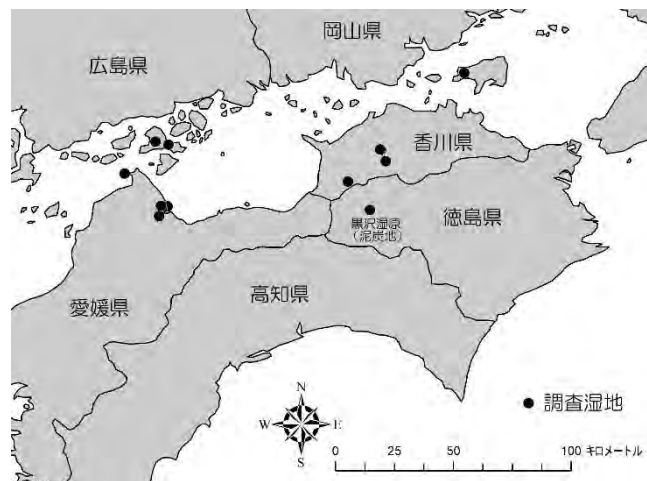 岡山県
広島県
香川県
徳島県
黒沢湿原
(泥炭地)
愛媛県
高知県
N
W E
S
調査湿地
0 25 50 100 キロメートル